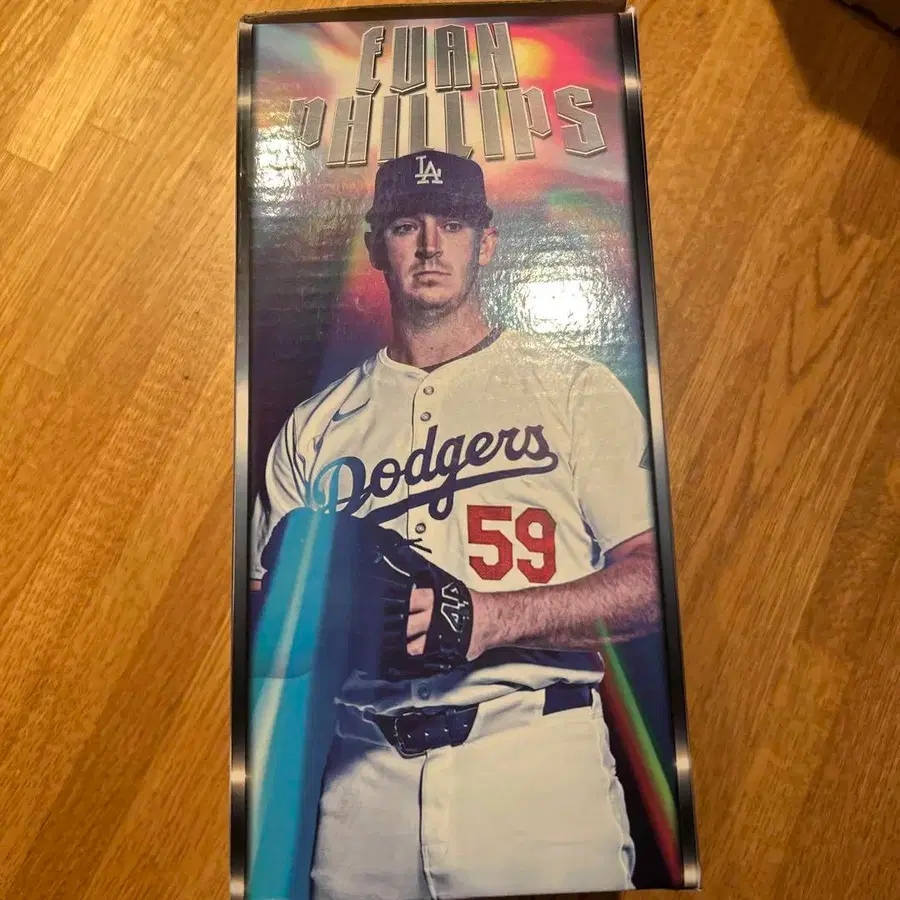 EVAN
PHILLIPS
LA
Dodgers
59